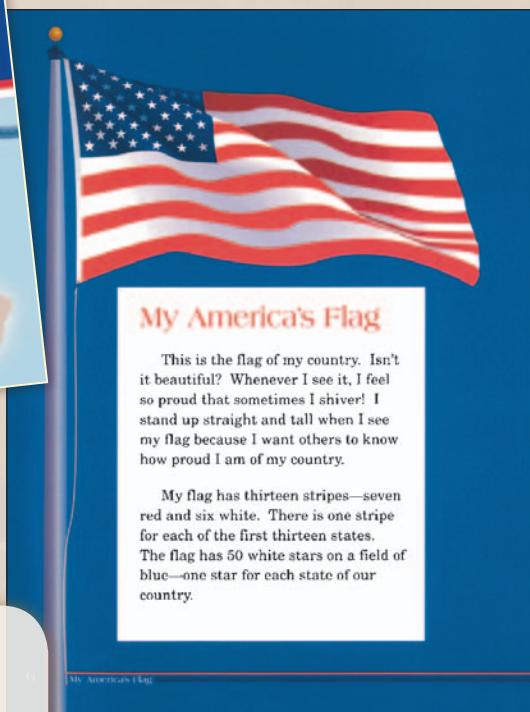 My America's Flag
This is the flag of my country. Isn't
it beautiful? Whenever I see it, I feel
so proud that sometimes I shiver! I
stand up straight and tall when I see
my flag because I want others to know
how proud I am of my country.
My flag has thirteen stripes—seven
red and six white. There is one stripe
for each of the first thirteen states.
The flag has 50 white stars on a field of
blue—one star for each state of our
country.
My America's Flag